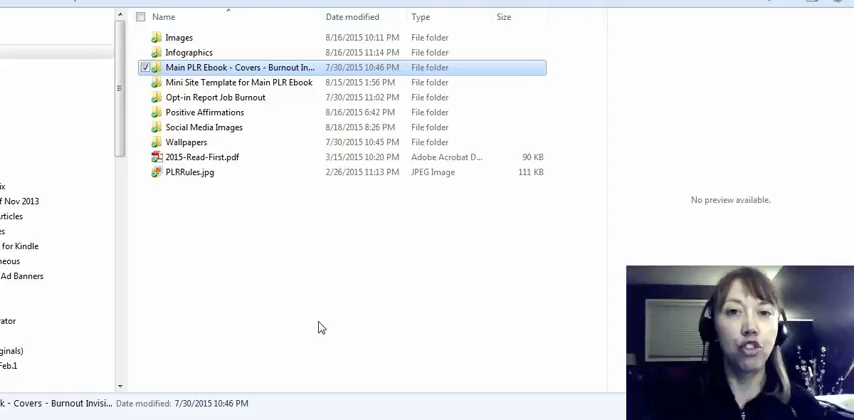 Name Date modified Type Size
Images 8/16/2015 10:11 PM File folder
Infographics 8/16/2015 11:14 PM File folder
Main PLR Ebook - Covers - Burnout In... 7/30/2015 10:46 PM File folder
Mini Site Template for Main PLR Ebook 8/15/2015 1:56 PM File folder
Opt-in Report Job Burnout 7/30/2015 11:02 PM File folder
Positive Affirmations 8/16/2015 6:42 PM File folder
Social Media Images 8/18/2015 8:26 PM File folder
Wallpapers 7/30/2015 10:45 PM File folder
2015-Read-First.pdf 3/15/2015 10:20 PM Adobe Acrobat D... 90 KB
PLRRules.jpg 2/26/2015 11:13 PM JPEG Image 111 KB
ix
f Nov 2013
rticles
es
for Kindle
neous
Ad Banners
rator
ginals)
Feb.1
No preview available.
k - Covers - Burnout Invisi... Date modified: 7/30/2015 10:46 PM